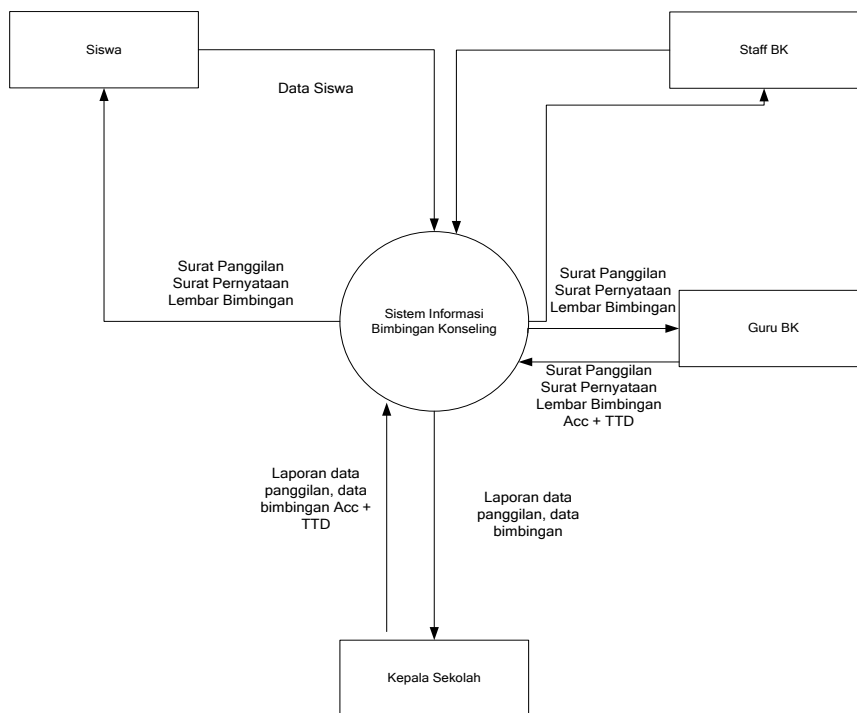 Siswa
Staff BK
Data Siswa
Surat Panggilan
Surat Pernyataan
Lembar Bimbingan
Sistem Informasi
Bimbingan Konseling
Surat Panggilan
Surat Pernyataan
Lembar Bimbingan
Guru BK
Surat Panggilan
Surat Pernyataan
Lembar Bimbingan
Acc + TTD
Laporan data
panggilan, data
bimbingan Acc +
TTD
Laporan data
panggilan, data
bimbingan
Kepala Sekolah